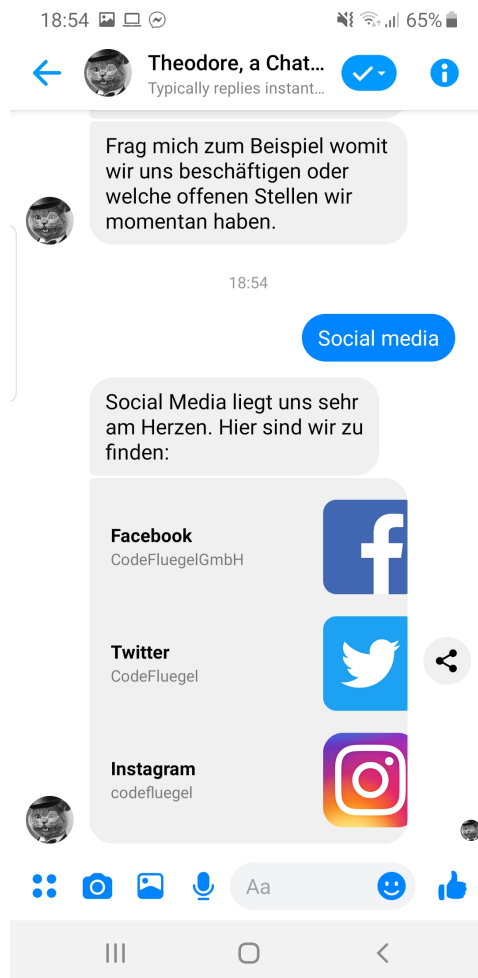 18:54
65%
Theodore, a Chat...
Typically replies instant...
Frag mich zum Beispiel womit
wir uns beschäftigen oder
welche offenen Stellen wir
momentan haben.
18:54
Social media
Social Media liegt uns sehr
am Herzen. Hier sind wir zu
finden:
Facebook
CodeFluegelGmbH
Twitter
CodeFluegel
Instagram
codefluegel
Aa